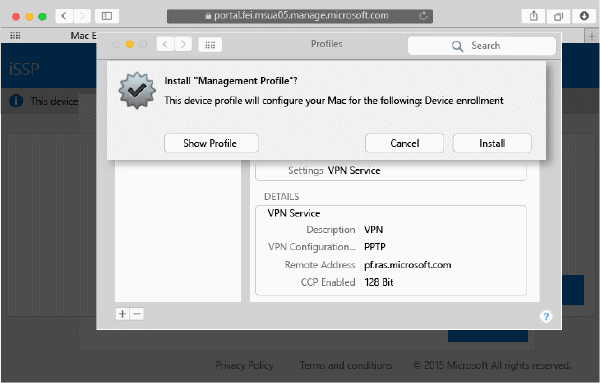 portal.fei.msua05.manage.microsoft.com
Mac E
Profiles
Search
iSSP
This device
Install "Management Profile"?
This device profile will configure your Mac for the following: Device enrollment
Show Profile
Cancel
Install
Settings VPN Service
DETAILS
VPN Service
Description VPN
VPN Configuration... PPTP
Remote Address pf.ras.microsoft.com
CCP Enabled 128 Bit
Privacy Policy Terms and conditions © 2015 Microsoft All rights reserved.